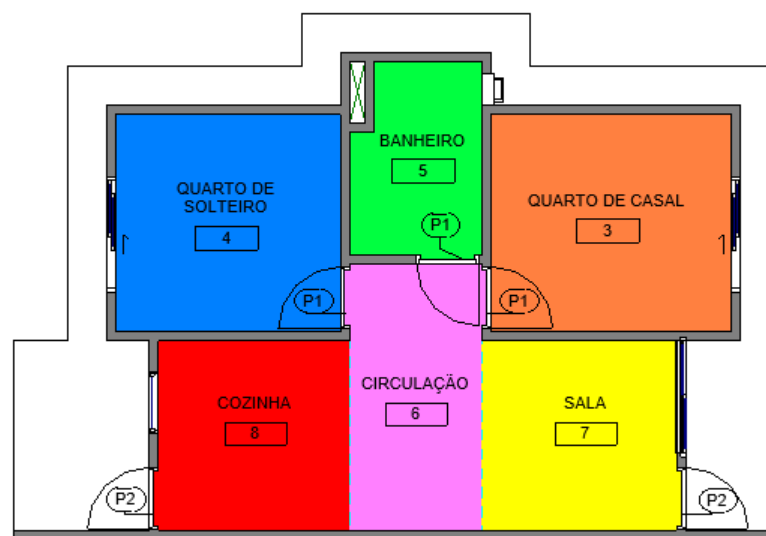 BANHEIRO
5
QUARTO DE
SOLTEIRO
4
QUARTO DE CASAL
3
P1
P1
P1
COZINHA
8
CIRCULAÇÃO
6
SALA
7
P2
P2